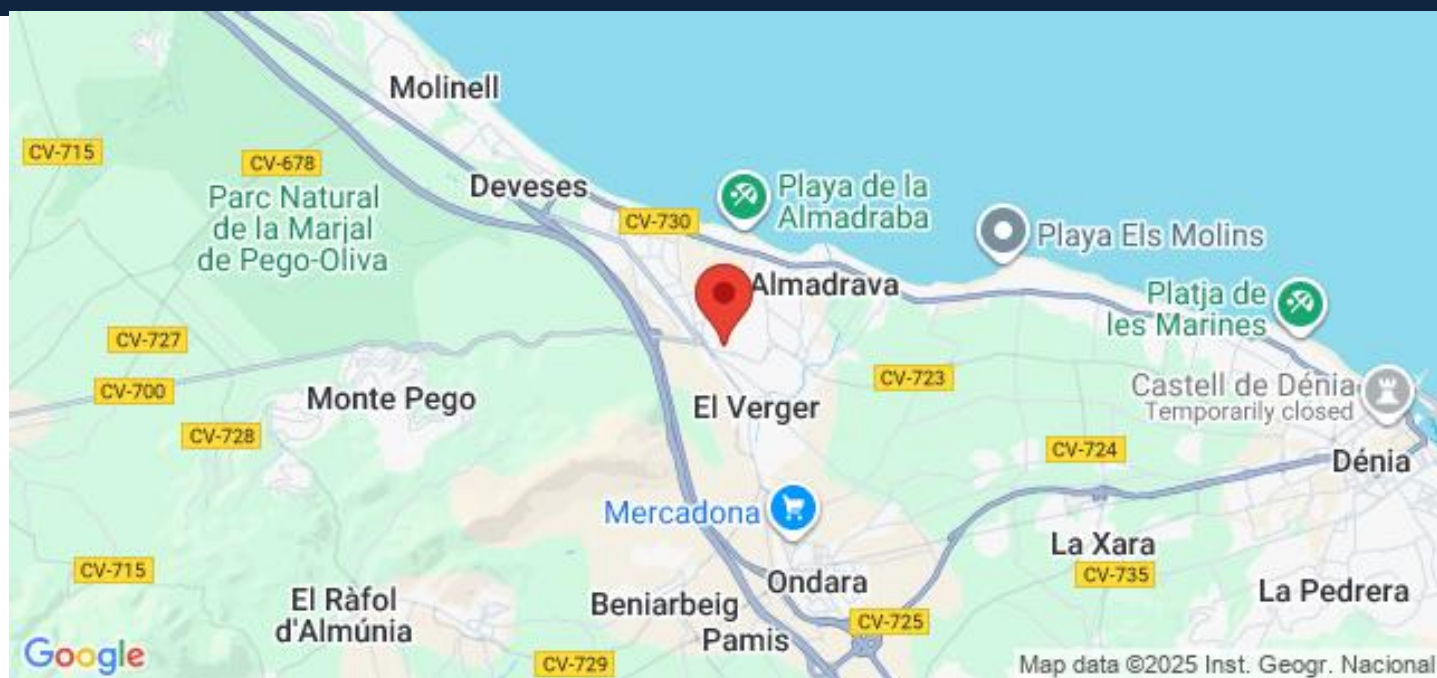 Molinell
CV-715
CV-678
Deveses
Playa de la
Almadraba
Parc Natural
de la Marjal
de Pego-Oliva
CV-730
Playa Els Molins
Almadrava
Platja de
les Marines
CV-727
CV-700
Monte Pego
CV-723
Castell de Dénia
Temporarily closed
El Verger
CV-728
CV-724
Dénia
Mercadona
La Xara
CV-715
CV-735
Ondara
La Pedrera
El Ràfol
d'Almúnia
Beniarbeig
Pamis
CV-725
Google
CV-729
Map data ©2025 Inst. Geogr. Nacional